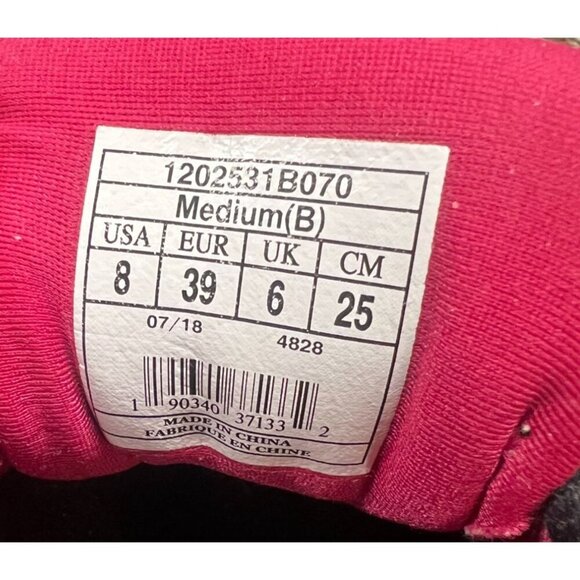 1202531B070
Medium(B)
USA EUR UK CM
8 39 6 25
07/18 4828
1 90340 37133 2
MADE IN CHINA
FABRIQUE EN CHINE